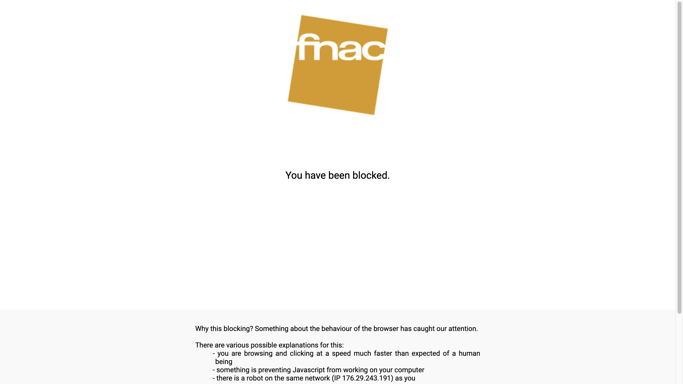 fnac
You have been blocked.
Why this blocking? Something about the behaviour of the browser has caught our attention.
There are various possible explanations for this:
- you are browsing and clicking at a speed much faster than expected of a human
being
- something is preventing Javascript from working on your computer
- there is a robot on the same network (IP 176.29.243.191) as you